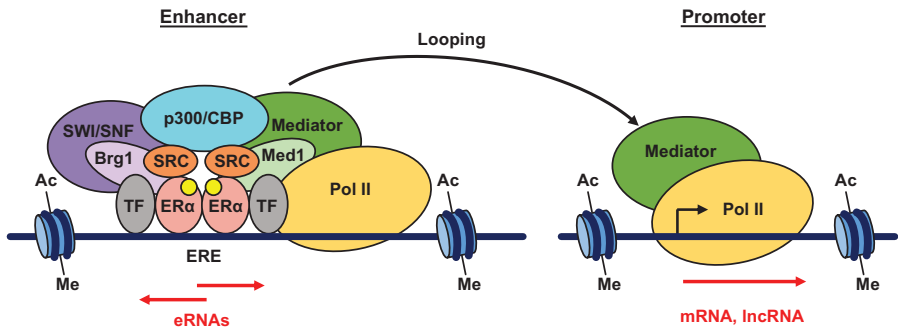 Enhancer
Promoter
Looping
p300/CBP
SWI/SNF
Mediator
Brg1
SRC
SRC
Med1
Mediator
Ac
TF
ERα
ERα
TF
Pol II
Ac
Ac
Pol II
Ac
ERE
Me
Me
Me
Me
eRNAs
mRNA, lncRNA